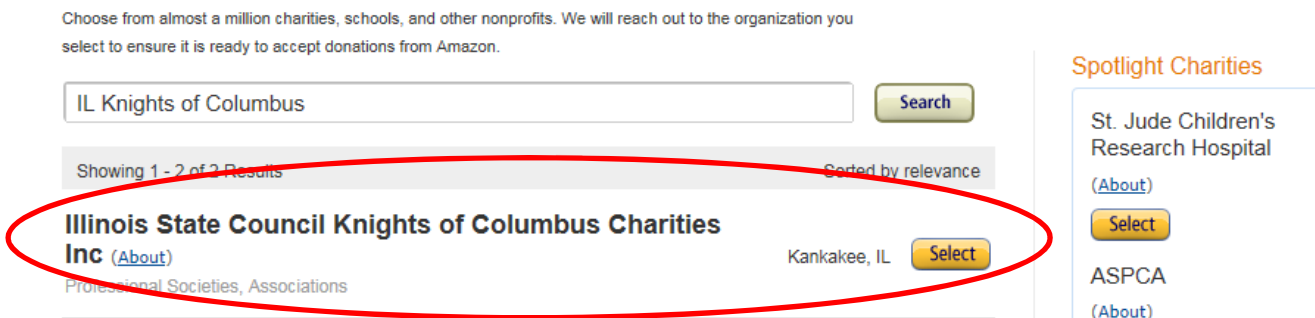 Choose from almost a million charities, schools, and other nonprofits. We will reach out to the organization you
select to ensure it is ready to accept donations from Amazon.
IL Knights of Columbus
Search
Showing 1 - 2 of 2 Results
Sorted by relevance
Illinois State Council Knights of Columbus Charities
Inc (About)
Kankakee, IL
Select
Professional Societies, Associations
Spotlight Charities
St. Jude Children's
Research Hospital
(About)
Select
ASPCA
(About)